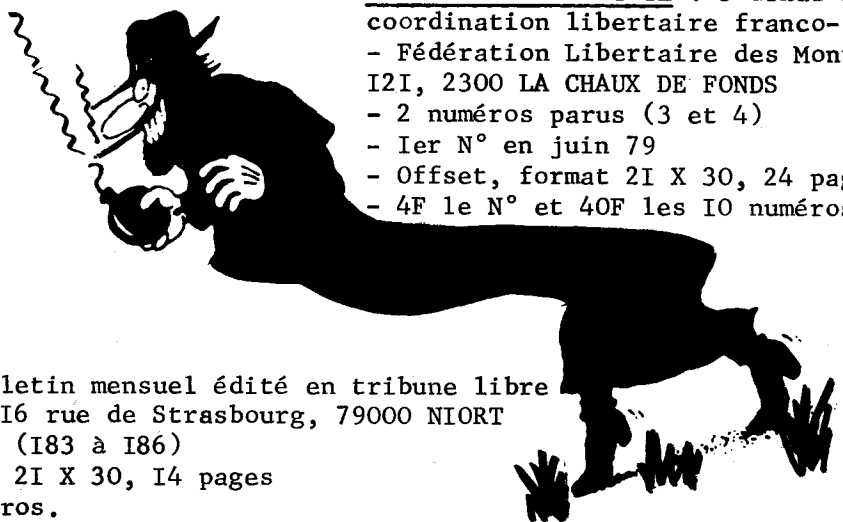 coordination libertaire franco-
- Fédération Libertaire des Mon
I2I, 2300 LA CHAUX DE FONDS
- 2 numéros parus (3 et 4)
- Ier N° en juin 79
- Offset, format 2I X 30, 24 pag
- 4F le N° et 40F les I0 numéros
letin mensuel édité en tribune libre
I6 rue de Strasbourg, 79000 NIORT
(I83 à I86)
2I X 30, I4 pages
ros.